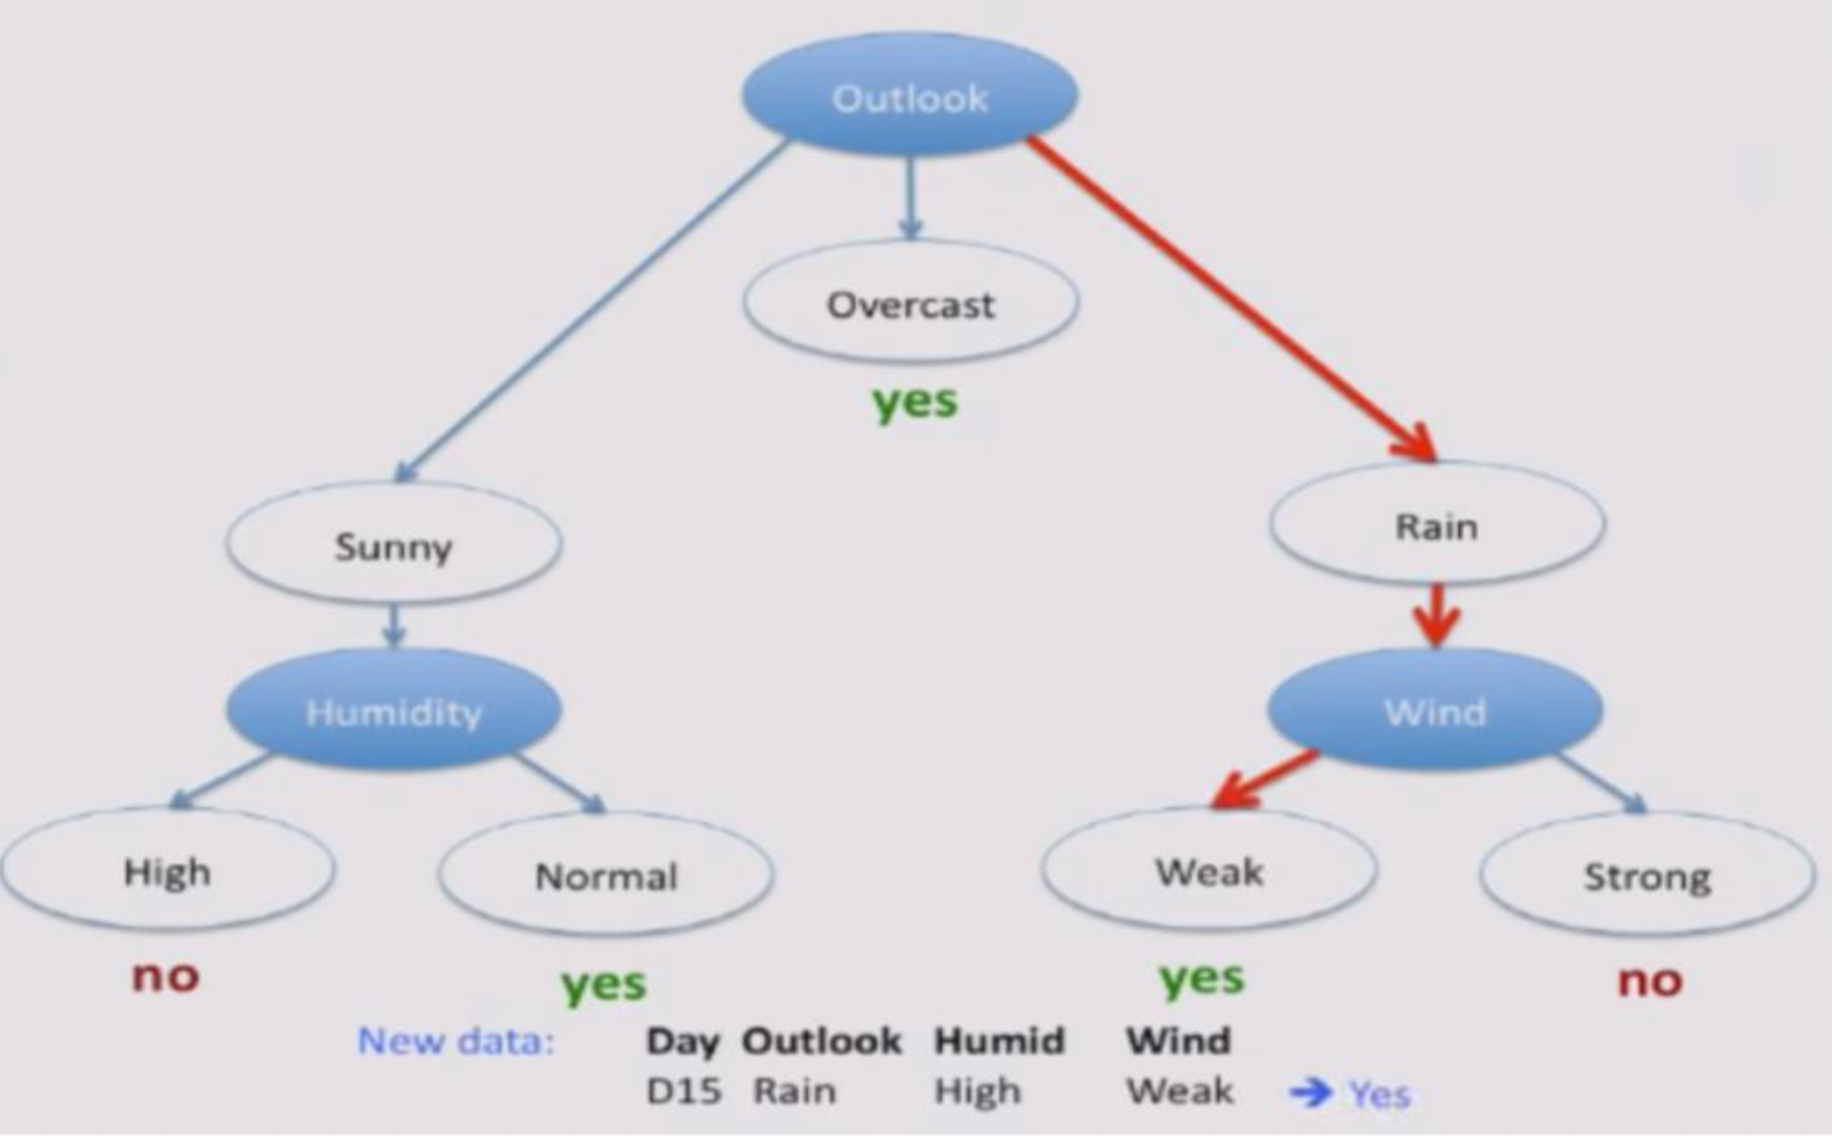 Outlook
Overcast
yes
Sunny
Rain
Humidity
Wind
High
Normal
Weak
Strong
no
yes
yes
no
New data: Day Outlook Humid Wind
D15 Rain High Weak ➔ Yes